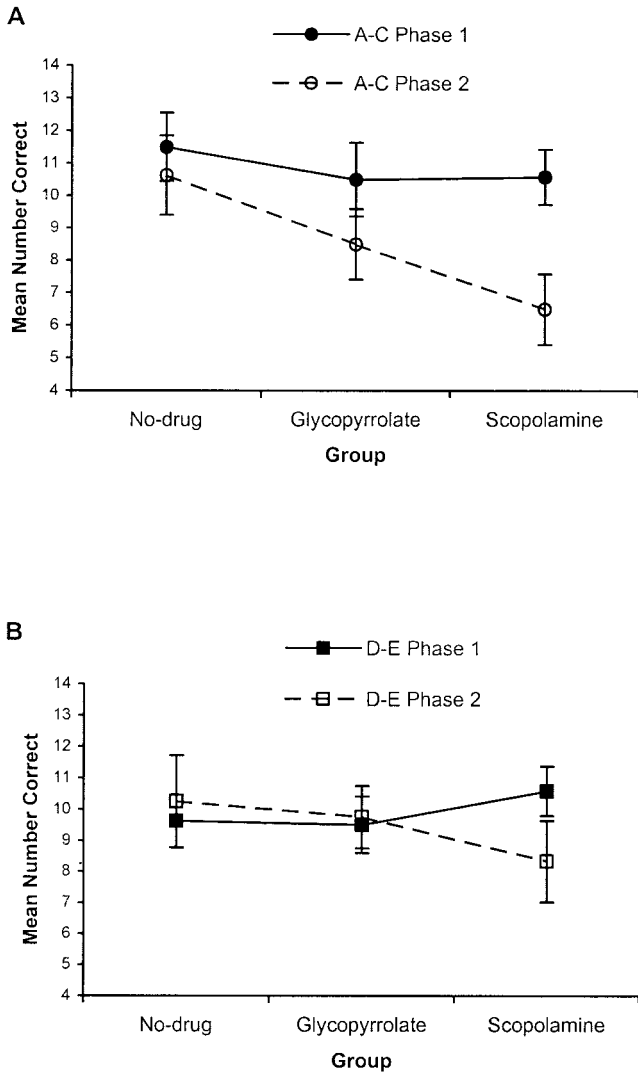 A
A-C Phase 1
A-C Phase 2
14
13
12
11
10
9
8
7
6
5
4
Mean Number Correct
No-drug Glycopyrrolate Scopolamine
Group
B
D-E Phase 1
D-E Phase 2
14
13
12
11
10
9
8
7
6
5
4
Mean Number Correct
No-drug Glycopyrrolate Scopolamine
Group